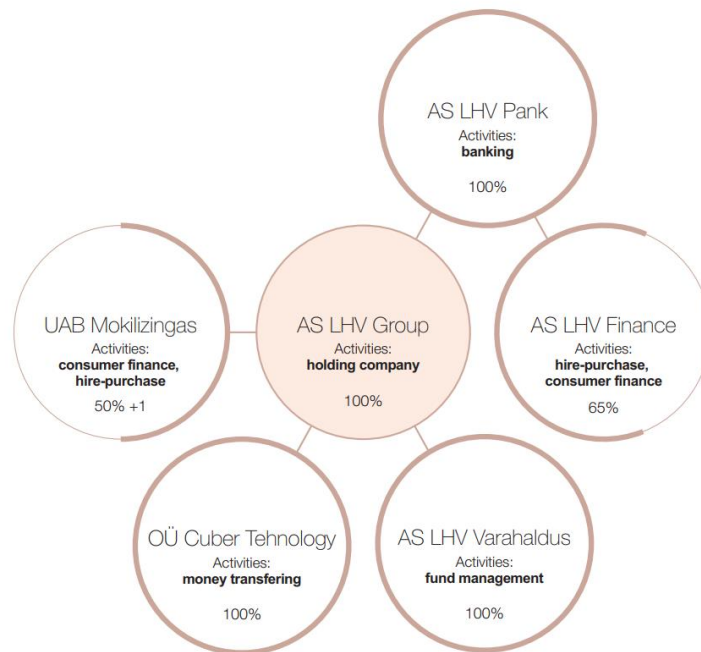 AS LHV Pank
Activities:
banking
100%
UAB Mokilizingas
Activities:
consumer finance,
hire-purchase
50% +1
AS LHV Group
Activities:
holding company
100%
AS LHV Finance
Activities:
hire-purchase,
consumer finance
65%
OÜ Cuber Tehnology
Activities:
money transfering
100%
AS LHV Varahaldus
Activities:
fund management
100%